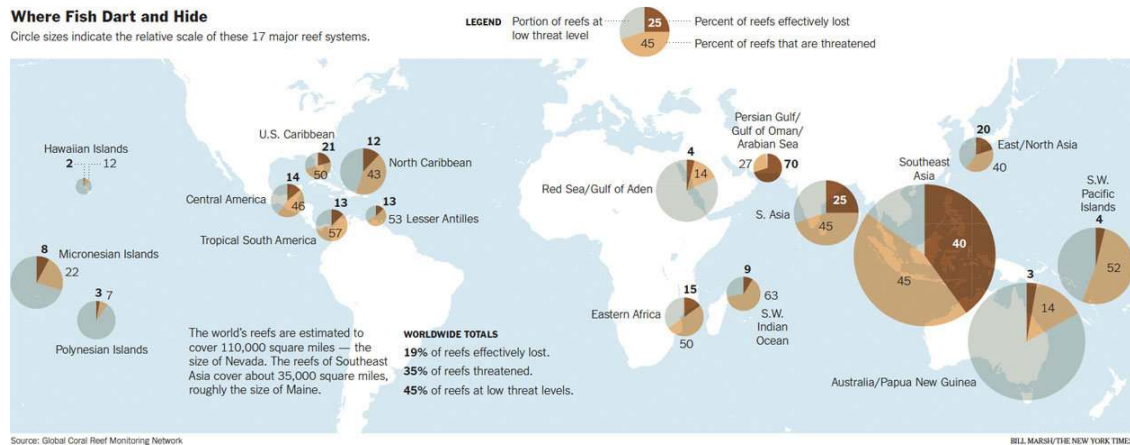 Where Fish Dart and Hide
Circle sizes indicate the relative scale of these 17 major reef systems.
LEGEND
Portion of reefs at
low threat level
25
45
Percent of reefs effectively lost
Percent of reefs that are threatened
Hawaiian Islands
2
12
Micronesian Islands
8
22
3
7
Polynesian Islands
U.S. Caribbean
21
50
12
43
North Caribbean
14
Central America
46
13
Tropical South America
57
13
53
Lesser Antilles
4
14
Red Sea/Gulf of Aden
Persian Gulf/
Gulf of Oman/
Arabian Sea
27
70
S. Asia
25
45
15
Eastern Africa
50
9
63
S.W.
Indian
Ocean
Southeast
Asia
40
45
20
East/North Asia
40
S.W.
Pacific
Islands
4
52
3
14
Australia/Papua New Guinea
The world's reefs are estimated to
cover 110,000 square miles — the
size of Nevada. The reefs of Southeast
Asia cover about 35,000 square miles,
roughly the size of Maine.
WORLDWIDE TOTALS
19% of reefs effectively lost.
35% of reefs threatened.
45% of reefs at low threat levels.
Source: Global Coral Reef Monitoring Network
BILL MARSH/THE NEW YORK TIMES